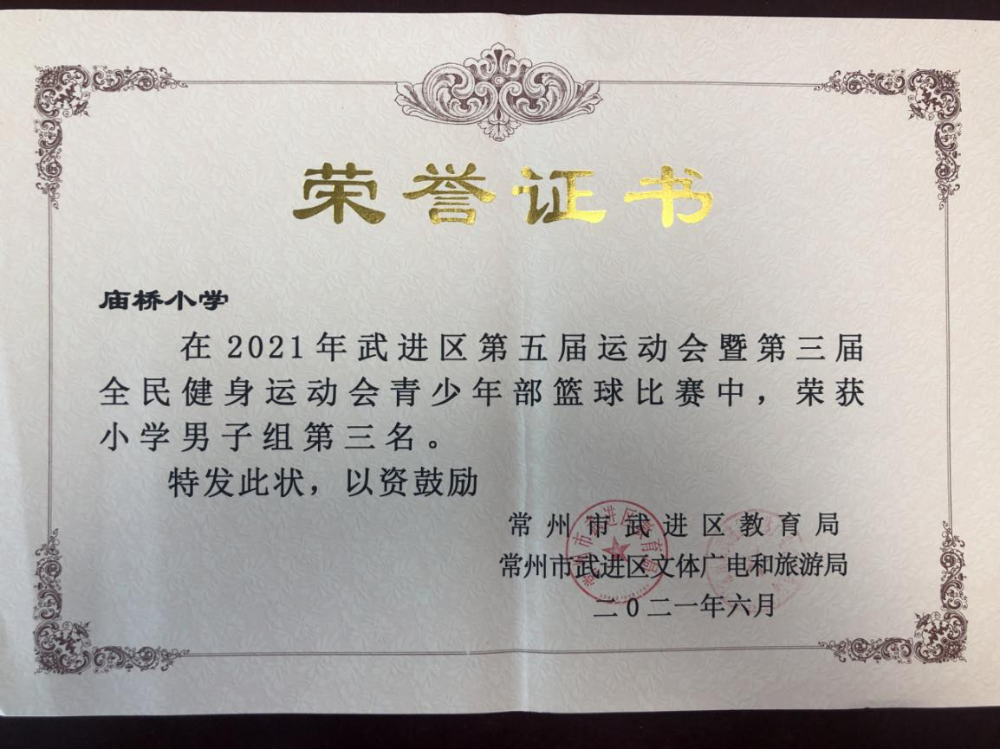 荣誉证书
庙桥小学
在2021年武进区第五届运动会暨第三届
全民健身运动会青少年部篮球比赛中，荣获
小学男子组第三名。
特发此状，以资鼓励
常州市武进区教育局
常州市武进区文体广电和旅游局
二0二一年六月